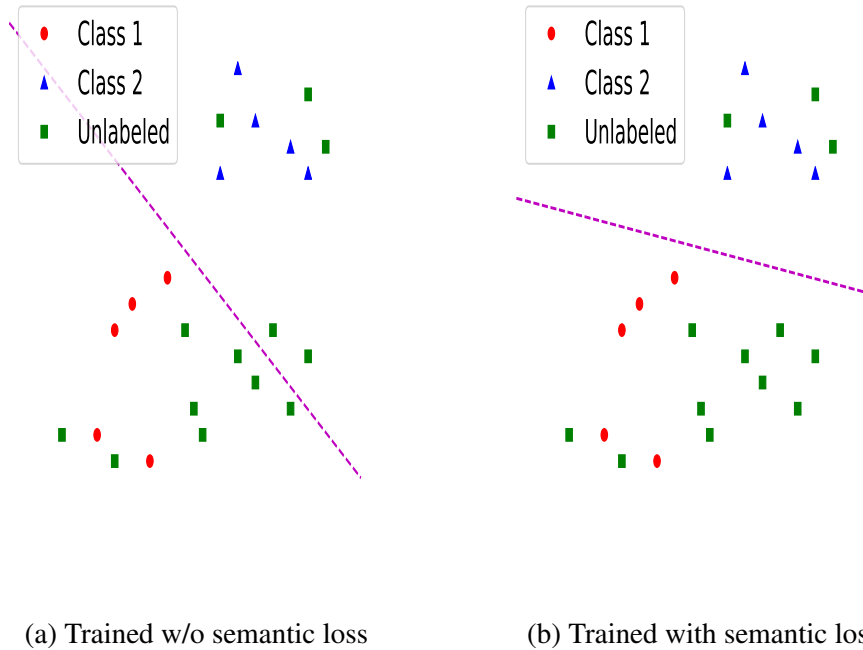 Class 1
Class 2
Unlabeled
Class 1
Class 2
Unlabeled
(a) Trained w/o semantic loss
(b) Trained with semantic los